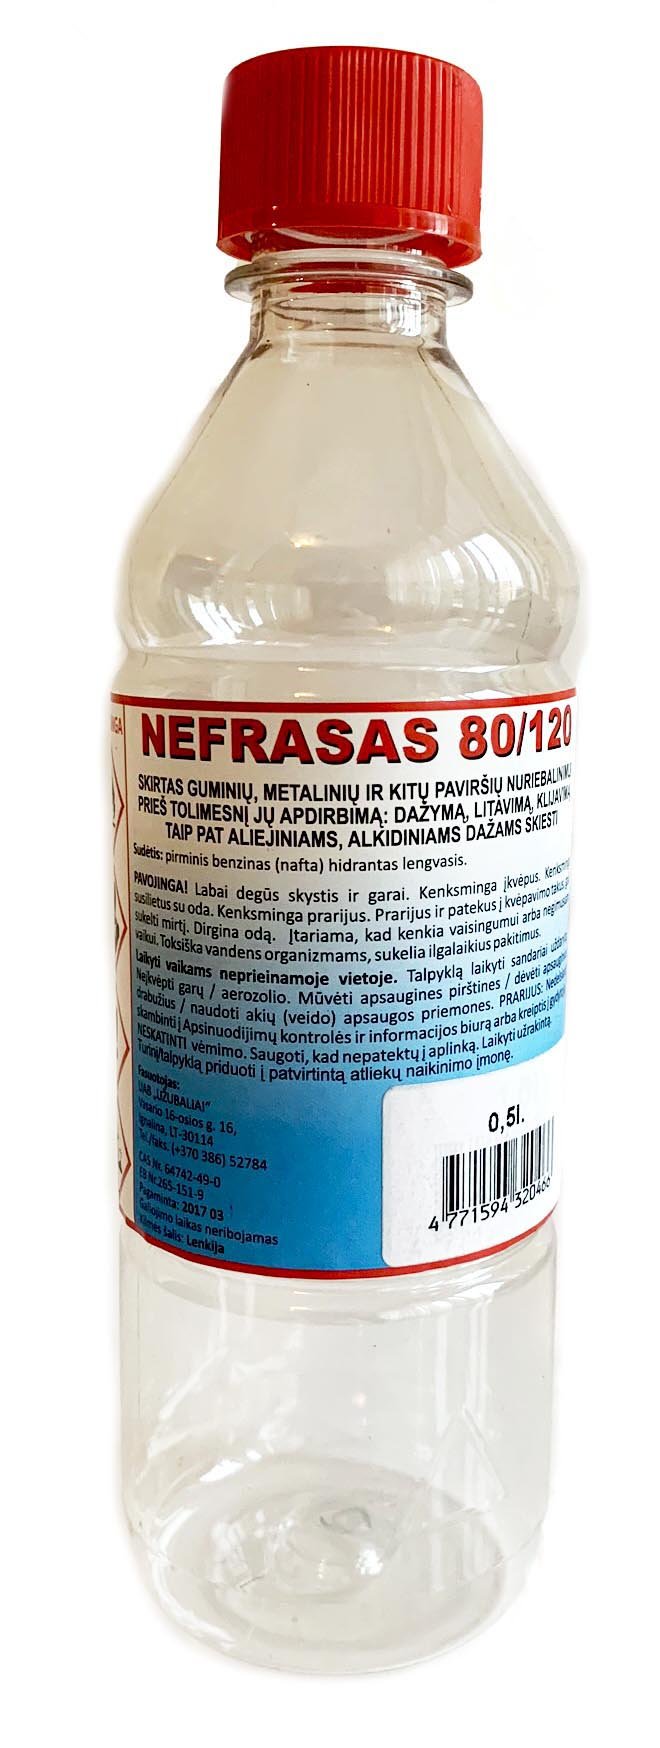 NEFRASAS 80/120
SKIRTAS GUMINIŲ, METALINIŲ IR KITŲ PAVIRŠIŲ NURIEBALINIMUI
PRIEŠ TOLIMESNĮ JŲ APDIRBIMĄ: DAŽYMĄ, LITAVIMĄ, KLIJAVIMĄ,
TAIP PAT ALIEJINIAMS, ALKIDINIAMS DAŽAMS SKIESTI
Sudėtis: pirminis benzinas (nafta) hidrantas lengvasis.
PAVOJINGA! Labai degūs skystis ir garai. Kenksminga įkvėpus. Kenksminga
susilietus su oda. Kenksminga prarijus. Prarijus ir patekus į kvėpavimo takus gali
sukelti mirtį. Dirgina odą. Įtariama, kad kenkia vaisingumui arba negimusiam
vaikui. Toksiška vandens organizmams, sukelia ilgalaikius pakitimus.
Laikyti vaikams neprieinamoje vietoje. Talpyklą laikyti sandariai
Neįkvėpti garų / aerozolio. Mūvėti apsaugines pirštines / dėvėti apsauginius
drabužius / naudoti akių (veido) apsaugos priemones. PRARIJUS: Nedelsiant
skambinti į Apsinuodijimų kontrolės ir informacijos biurą arba kreiptis į gydytoją
NESKATINTI vėmimo. Saugoti, kad nepatektų į aplinką. Laikyti užrakintą.
Turinį/talpyklą priduoti į patvirtintą atliekų naikinimo įmonę.
Fasuotojas:
UAB „UŽUBALIAI“
Vasario 16-osios g. 16,
Ignalina, LT-30114
Tel./faks. (+370 386) 52784
CAS Nr. 64742-49-0
EB Nr.265-151-9
Pagaminta: 2017 03
Galiojimo laikas neribojamas
Kilmės šalis: Lenkija
0,5l.
4 771594 320466